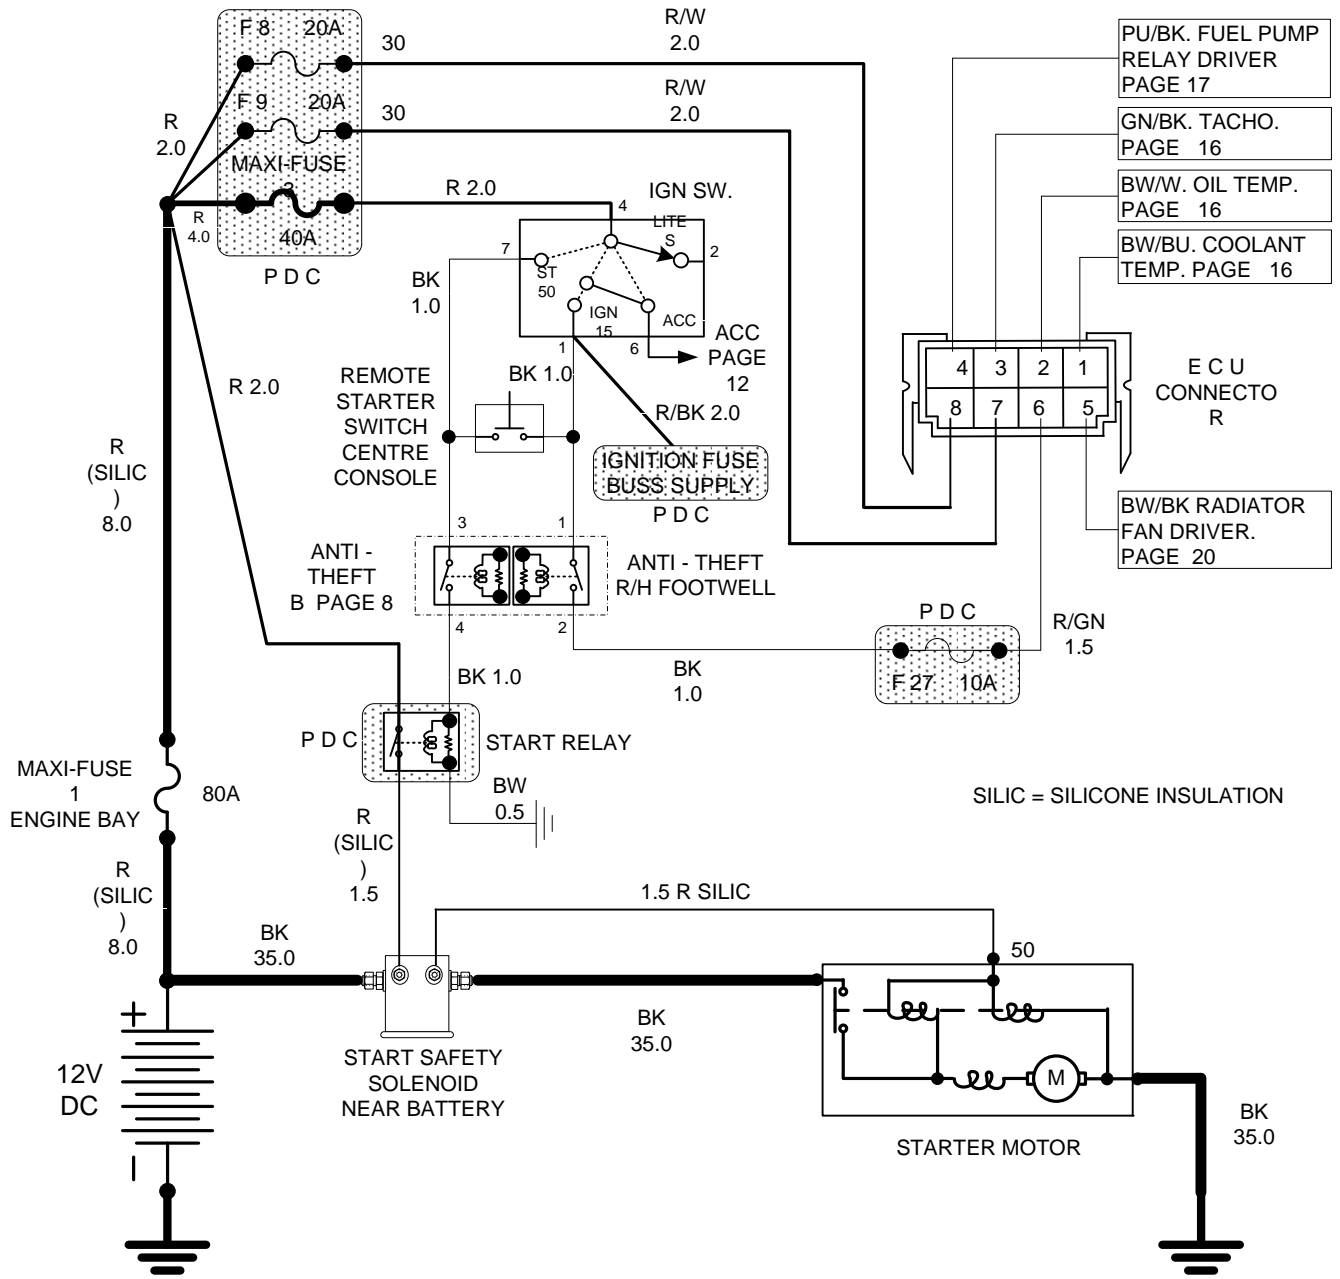 F 8 20A
30
R/W
2.0
F 9 20A
30
R/W
2.0
R
2.0
MAXI-FUSE
2
40A
R
4.0
P D C
R 2.0
IGN SW.
4
LITE
S
7
2
ST
50
IGN
15
ACC
1
6
ACC
PAGE
12
BK
1.0
BK 1.0
R/BK 2.0
REMOTE
STARTER
SWITCH
CENTRE
CONSOLE
IGNITION FUSE
BUSS SUPPLY
P D C
PU/BK. FUEL PUMP
RELAY DRIVER
PAGE 17
GN/BK. TACHO.
PAGE 16
BW/W. OIL TEMP.
PAGE 16
BW/BU. COOLANT
TEMP. PAGE 16
4 3 2 1
8 7 6 5
E C U
CONNECTO
R
BW/BK RADIATOR
FAN DRIVER.
PAGE 20
R 2.0
R
(SILIC
)
8.0
3
1
ANTI -
THEFT
B PAGE 8
ANTI - THEFT
R/H FOOTWELL
4
2
P D C
F 27 10A
R/GN
1.5
BK
1.0
BK 1.0
P D C
START RELAY
BW
0.5
MAXI-FUSE
1
ENGINE BAY
80A
SILIC = SILICONE INSULATION
R
(SILIC
)
1.5
R
(SILIC
)
8.0
1.5 R SILIC
BK
35.0
50
BK
35.0
START SAFETY
SOLENOID
NEAR BATTERY
+
12V
DC
–
M
STARTER MOTOR
BK
35.0